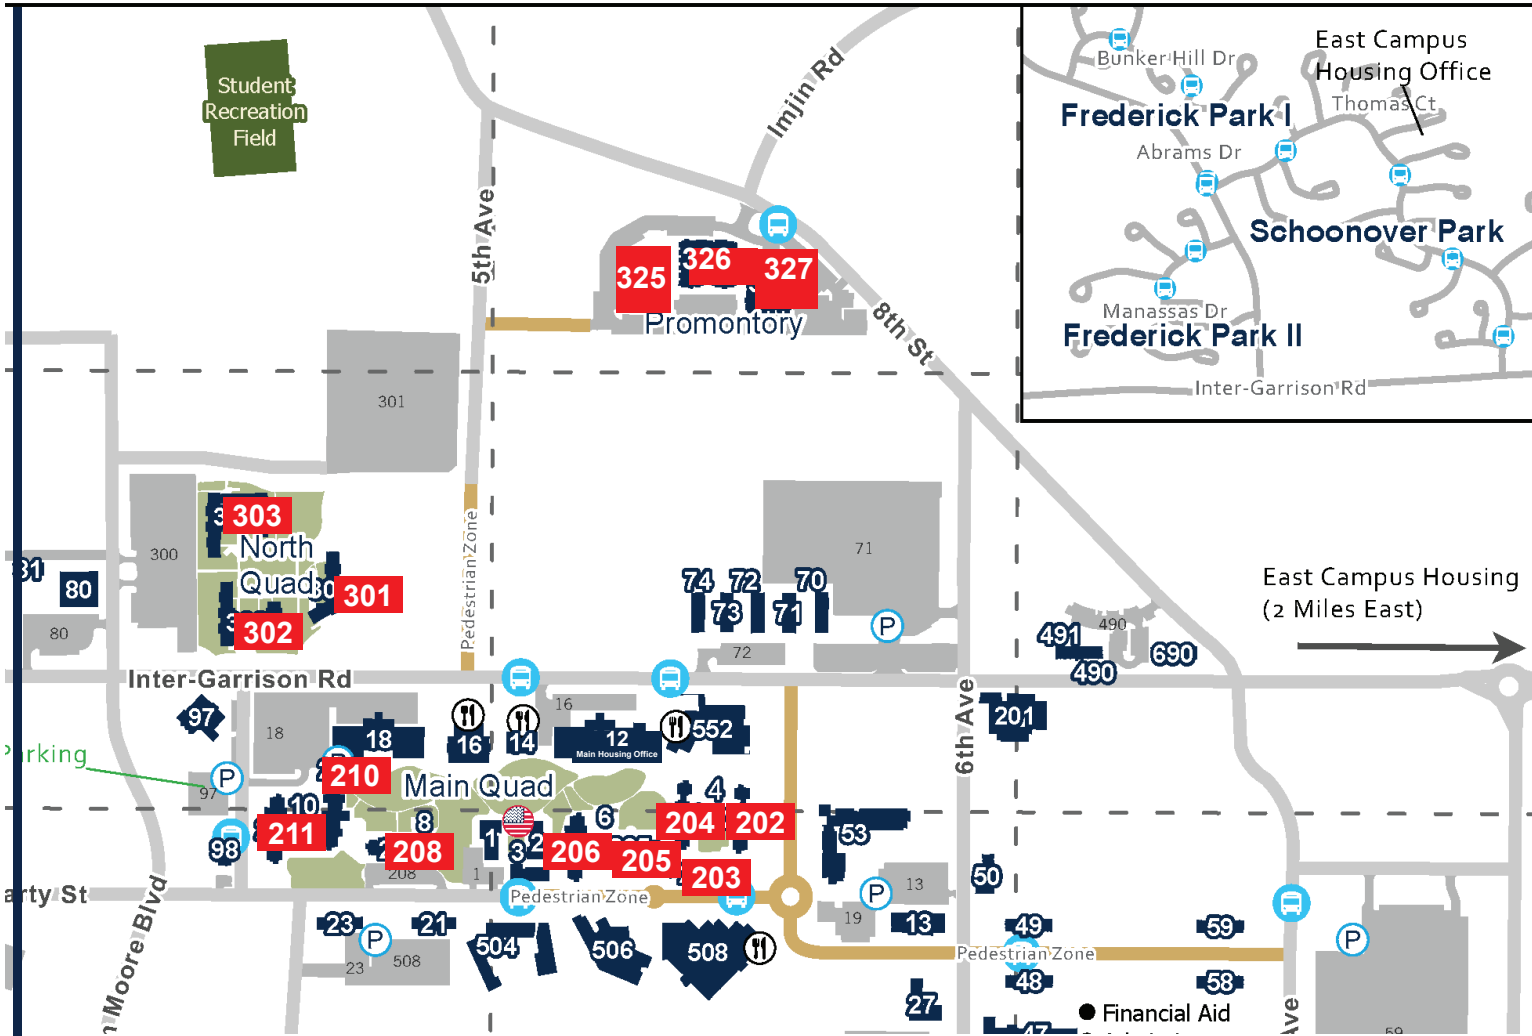 Student
Recreation
Field
Imjin Rd
5th Ave
8th St
325
326
327
Promontory
Bunker Hill Dr
East Campus
Housing Office
Thomas Ct
Frederick Park I
Abrams Dr
Schoonover Park
Manassas Dr
Frederick Park II
Inter-Garrison Rd
301
300
303
North
Quad
301
302
31
80
80
Pedestrian Zone
71
74
72
70
73
71
72
P
490
491
690
490
East Campus Housing
(2 Miles East)
Inter-Garrison Rd
97
18
18
16
14
16
12
Main Housing Office
552
6th Ave
201
Parking
97
P
210
Main Quad
10
211
98
8
208
208
1
1
2
3
6
206
205
4
204
202
203
53
50
13
P
19
13
arty St
Pedestrian Zone
n Moore Blvd
23
21
P
23
508
504
506
508
49
59
Pedestrian Zone
48
58
P
27
47
Financial Aid
Ave
59